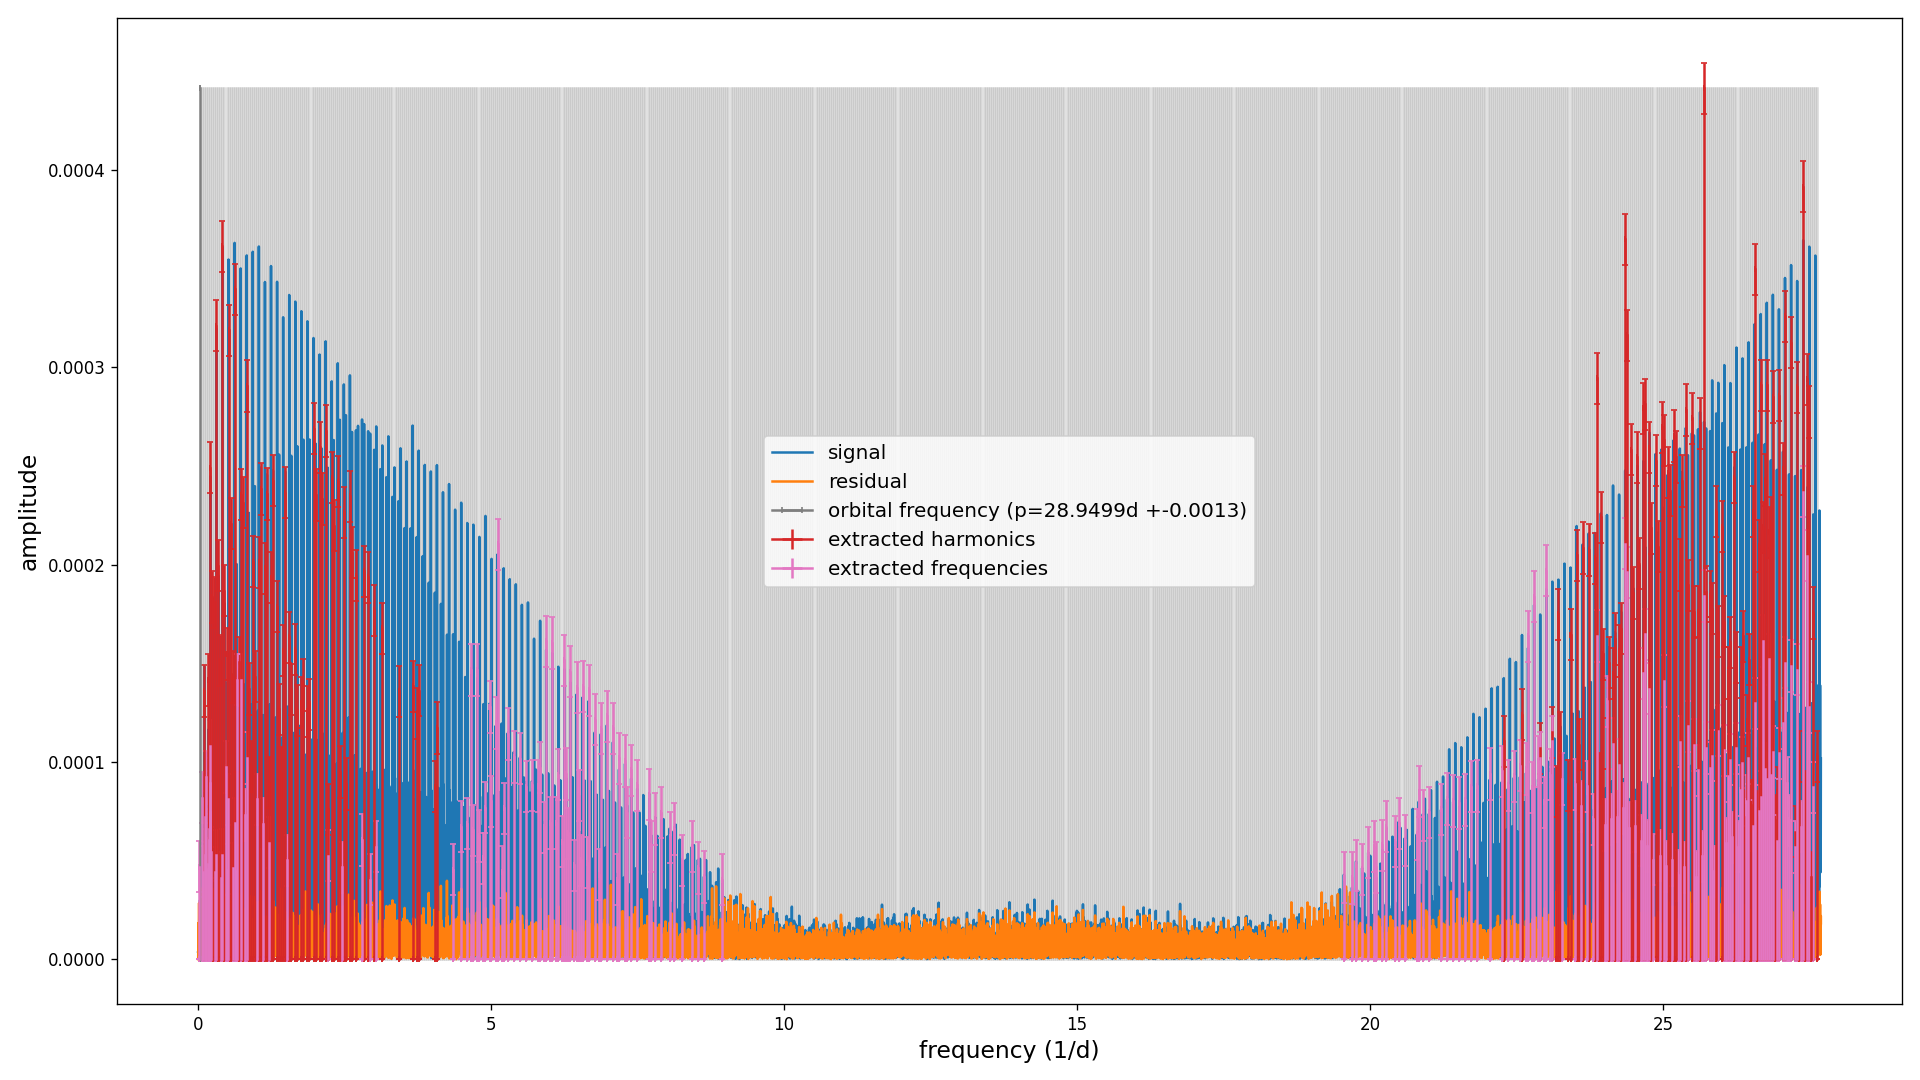 0.0004
0.0003
0.0002
0.0001
0.0000
amplitude
signal
residual
orbital frequency (p=28.9499d +-0.0013)
extracted harmonics
extracted frequencies
0 5 10 15 20 25
frequency (1/d)